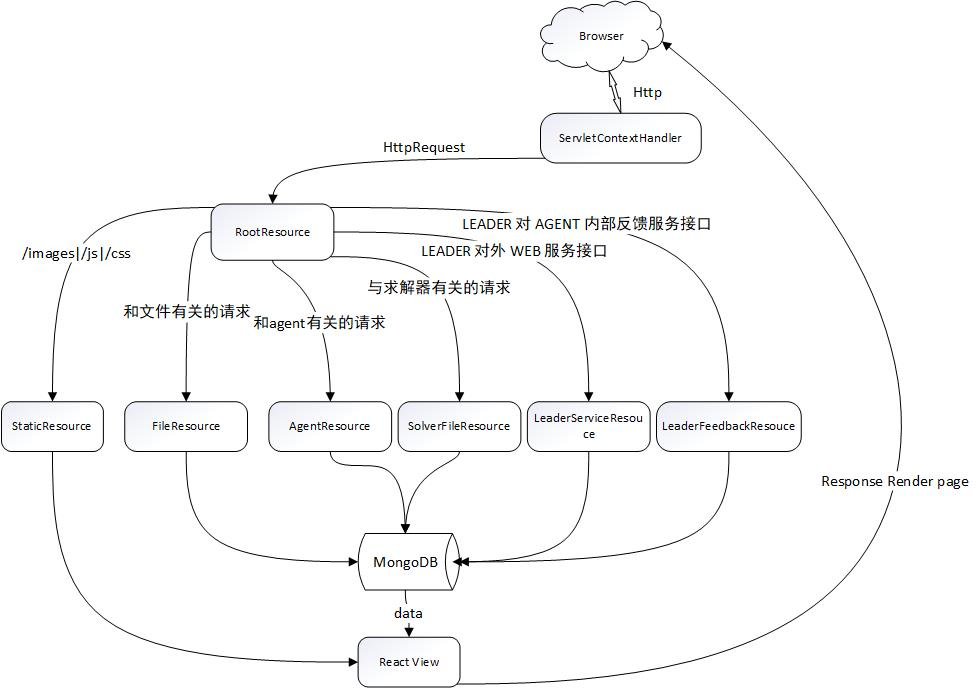 Browser
Http
ServletContextHandler
HttpRequest
RootResource
LEADER 对 AGENT 内部反馈服务接口
LEADER 对外 WEB 服务接口
/images|/js|/css
与求解器有关的请求
和文件有关的请求
和agent有关的请求
StaticResource
FileResource
AgentResource
SolverFileResource
LeaderServiceResou
ce
LeaderFeedbackResouce
Response Render page
MongoDB
data
React View